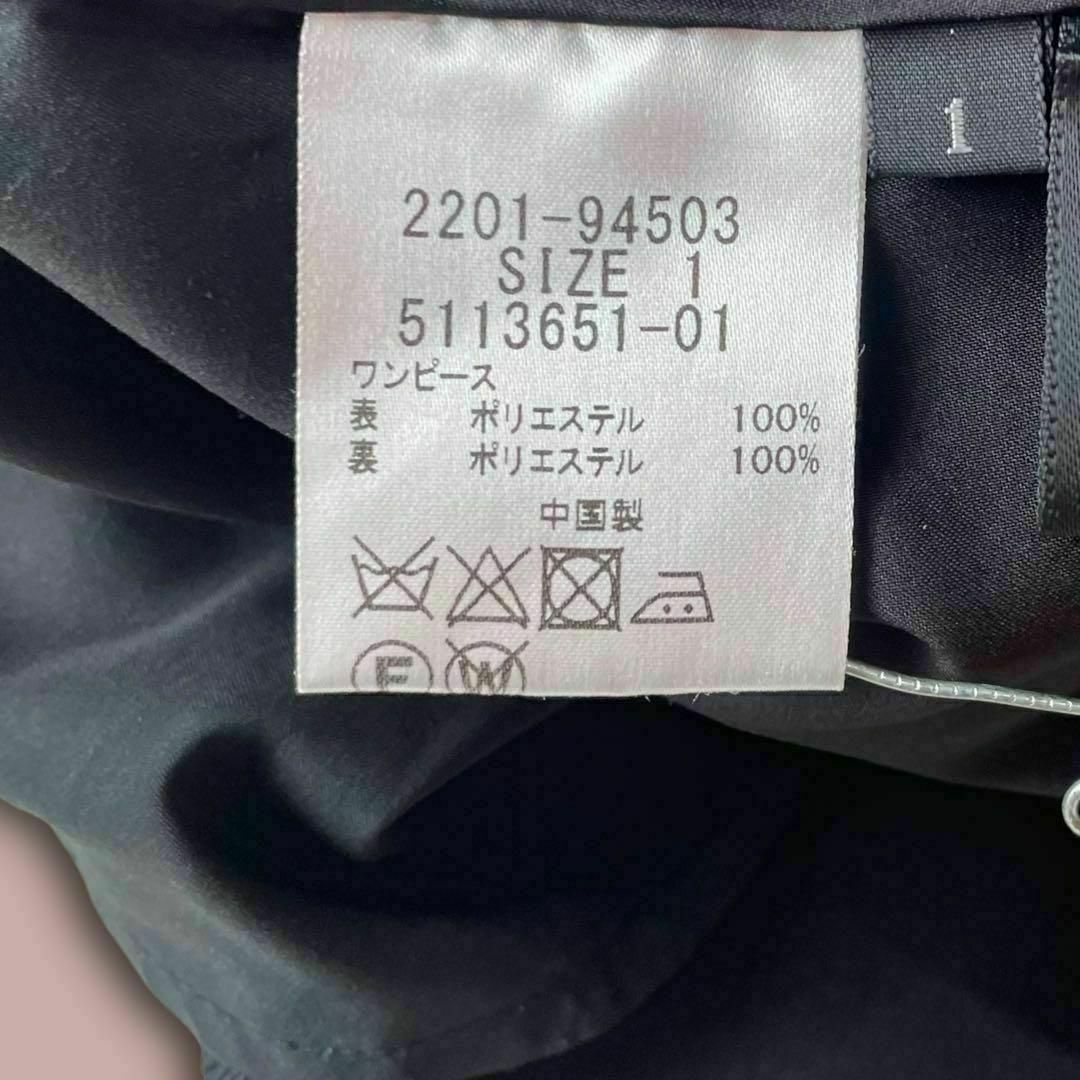 1
2201-94503
SIZE 1
5113651-01
ワンピース
表 ポリエステル 100%
裏 ポリエステル 100%
中国製
F W